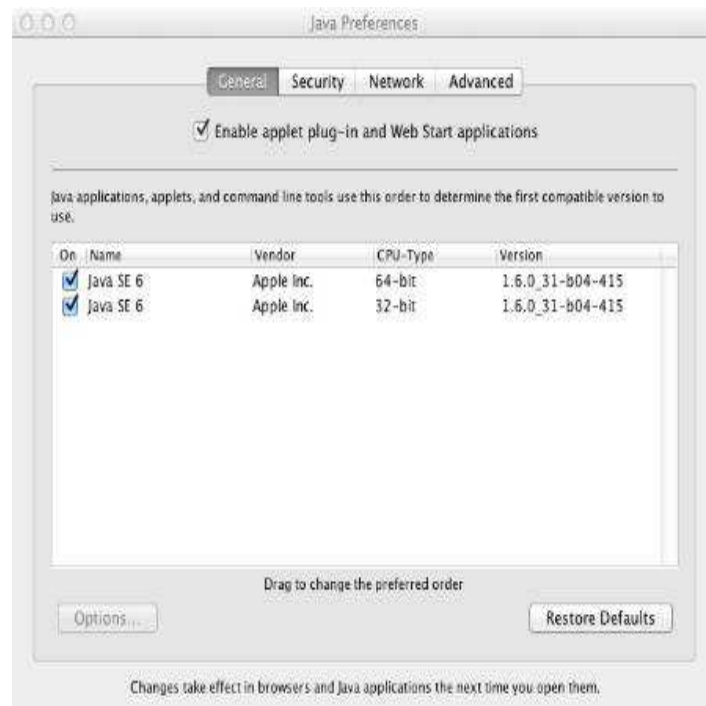 Java Preferences
General Security Network Advanced
Enable applet plug-in and Web Start applications
Java applications, applets, and command line tools use this order to determine the first compatible version to
use.
On Name Vendor CPU-Type Version
Java SE 6 Apple Inc. 64-bit 1.6.0_31-b04-415
Java SE 6 Apple Inc. 32-bit 1.6.0_31-b04-415
Drag to change the preferred order
Options... Restore Defaults
Changes take effect in browsers and Java applications the next time you open them.